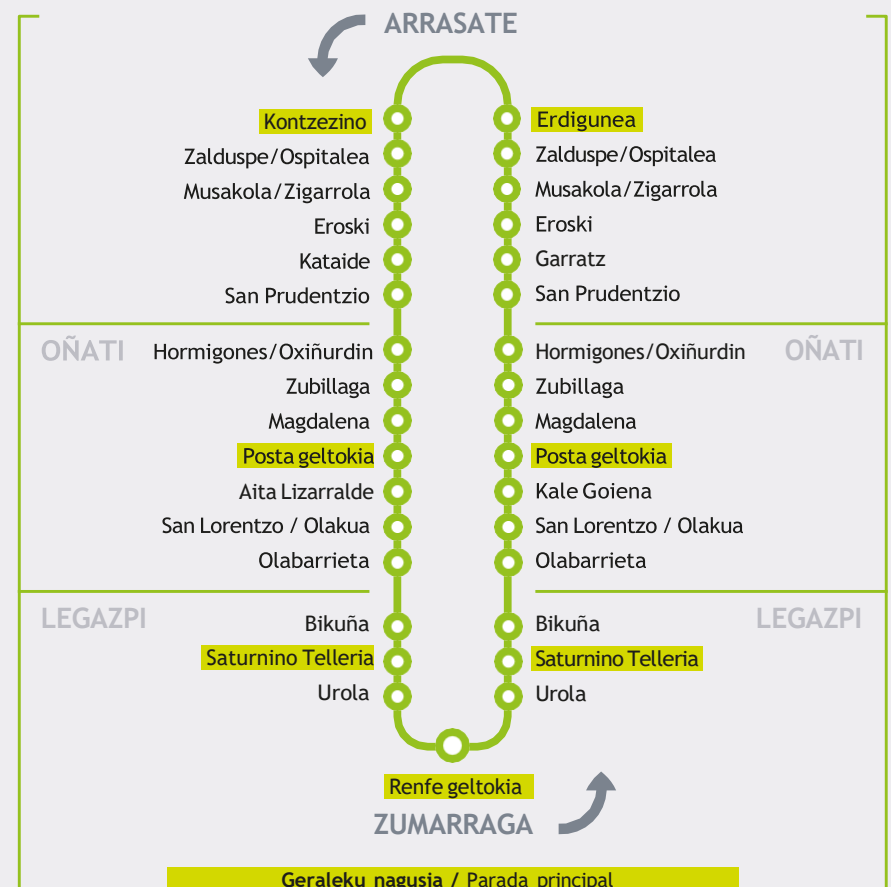 ARRASATE
Kontzezino
Erdigunea
Zalduspe/Ospitalea
Zalduspe/Ospitalea
Musakola/Zigarrola
Musakola/Zigarrola
Eroski
Eroski
Kataide
Garratz
San Prudentzio
San Prudentzio
OÑATI
Hormigones/Oxiñurdin
Hormigones/Oxiñurdin
OÑATI
Zubillaga
Zubillaga
Magdalena
Magdalena
Posta geltokia
Posta geltokia
Aita Lizarralde
Kale Goiena
San Lorentzo / Olakua
San Lorentzo / Olakua
Olabarrieta
Olabarrieta
LEGAZPI
LEGAZPI
Bikuña
Bikuña
Saturnino Telleria
Saturnino Telleria
Urola
Urola
Renfe geltokia
ZUMARRAGA
Geraleku nagusia / Parada principal